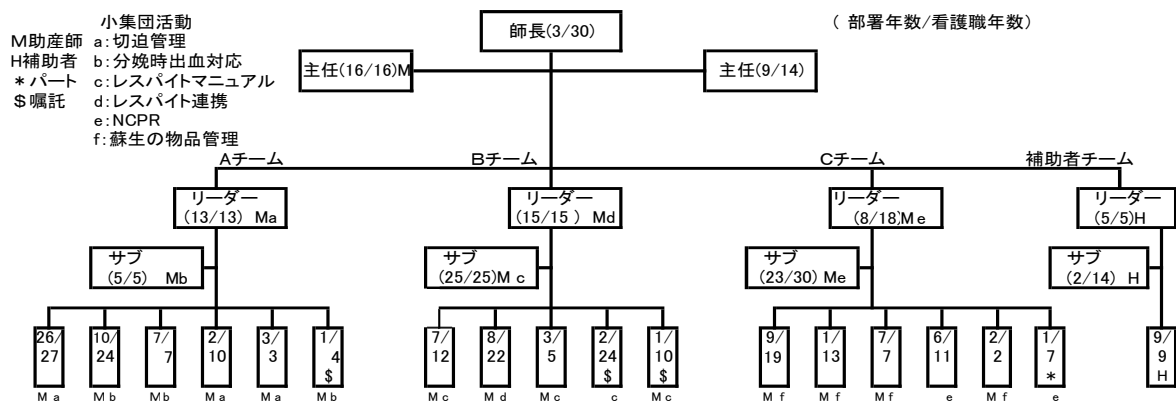 小集団活動
M助産師 a:切迫管理
H補助者 b:分娩時出血対応
*パート c:レスパイトマニュアル
$嘱託 d:レスパイト連携
e:NCPR
f:蘇生の物品管理
師長(3/30)
( 部署年数/看護職年数)
主任(16/16)M
主任(9/14)
Aチーム
Bチーム
Cチーム
補助者チーム
リーダー
(13/13) Ma
リーダー
(15/15 ) Md
リーダー
(8/18)Me
リーダー
(5/5)H
サブ
(5/5) Mb
サブ
(25/25)M c
サブ
(23/30) Me
サブ
(2/14) H
26/27
10/24
7/7
2/10
3/3
1/4 $
7/12
8/22
3/5
2/24 $
1/10 $
9/19
1/13
7/7
6/11
2/2
1/7 *
9/9 H
Ma Mb Mb Ma Ma Mb Mc Md Mc c Mc Mf Mf Mf e Mf e